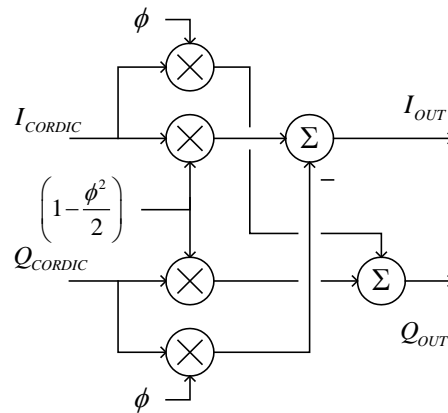 ϕ
I_CORDIC
I_OUT
Σ
−
(1−ϕ²/2)
Q_CORDIC
Σ
Q_OUT
ϕ